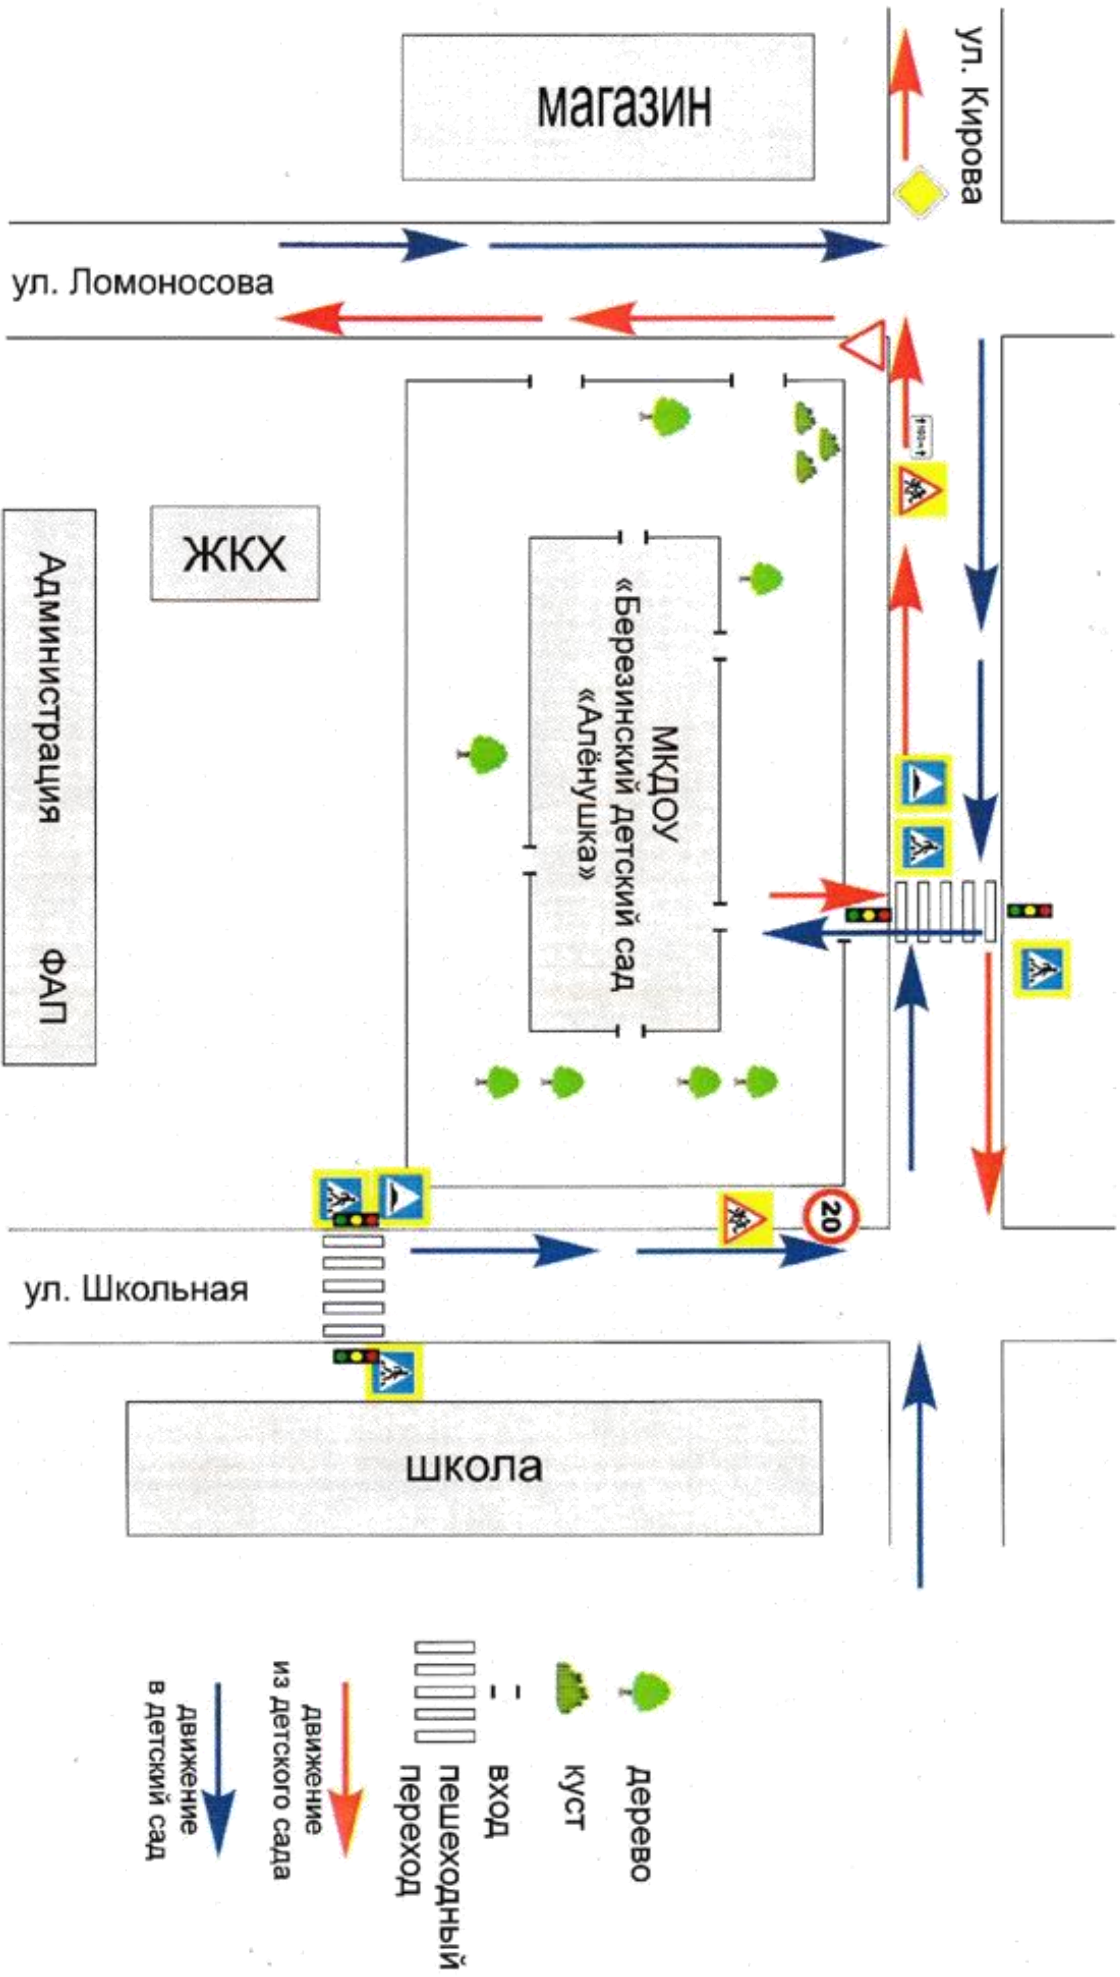 ул. Кирова
магазин
ул. Ломоносова
100м
ЖКХ
Администрация
ФАП
МКДОУ
«Березинский детский сад
«Алёнушка»
20
ул. Школьная
школа
дерево
куст
вход
пешеходный
переход
движение
из детского сада
движение
в детский сад